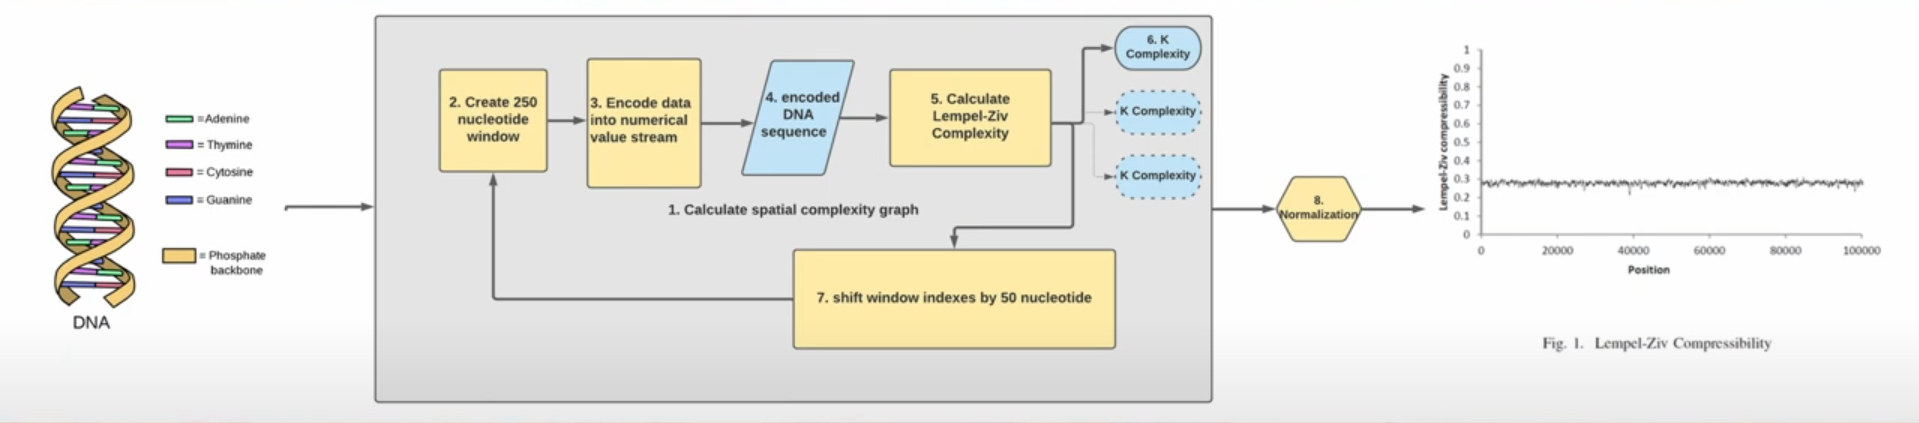 =Adenine
= Thymine
= Cytosine
= Guanine
= Phosphate
backbone
DNA
2. Create 250
nucleotide
window
3. Encode data
into numerical
value stream
4. encoded
DNA
sequence
5. Calculate
Lempel-Ziv
Complexity
6. K
Complexity
K Complexity
K Complexity
1. Calculate spatial complexity graph
7. shift window indexes by 50 nucleotide
8.
Normalization
Lempel-Ziv compressibility
1
0.9
0.8
0.7
0.6
0.5
0.4
0.3
0.2
0.1
0
0 20000 40000 60000 80000 100000
Position
Fig. 1. Lempel-Ziv Compressibility